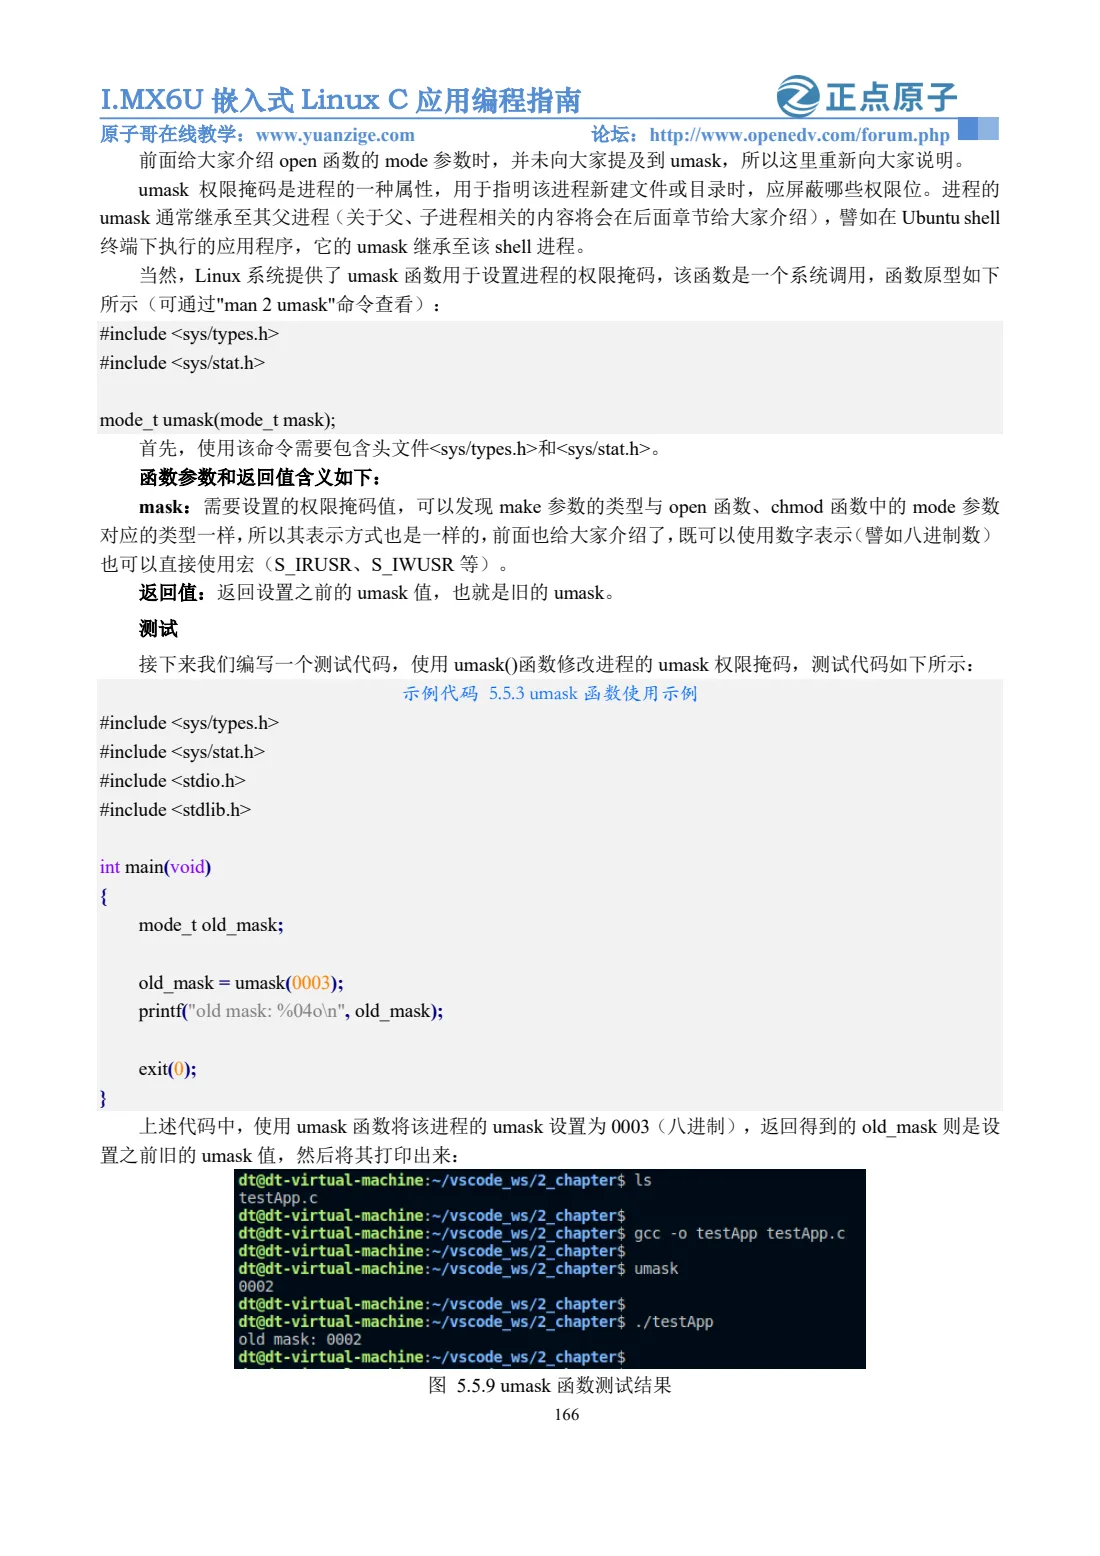 I.MX6U 嵌入式 Linux C 应用编程指南
正点原子
原子哥在线教学：www.yuanzige.com 论坛：http://www.openedv.com/forum.php
前面给大家介绍 open 函数的 mode 参数时，并未向大家提及到 umask，所以这里重新向大家说明。
umask 权限掩码是进程的一种属性，用于指明该进程新建文件或目录时，应屏蔽哪些权限位。进程的
umask 通常继承至其父进程（关于父、子进程相关的内容将会在后面章节给大家介绍），譬如在 Ubuntu shell
终端下执行的应用程序，它的 umask 继承至该 shell 进程。
当然，Linux 系统提供了 umask 函数用于设置进程的权限掩码，该函数是一个系统调用，函数原型如下
所示（可通过"man 2 umask"命令查看）：
#include <sys/types.h>
#include <sys/stat.h>
mode_t umask(mode_t mask);
首先，使用该命令需要包含头文件<sys/types.h>和<sys/stat.h>。
函数参数和返回值含义如下：
mask：需要设置的权限掩码值，可以发现 make 参数的类型与 open 函数、chmod 函数中的 mode 参数
对应的类型一样，所以其表示方式也是一样的，前面也给大家介绍了，既可以使用数字表示（譬如八进制数）
也可以直接使用宏（S_IRUSR、S_IWUSR 等）。
返回值：返回设置之前的 umask 值，也就是旧的 umask。
测试
接下来我们编写一个测试代码，使用 umask()函数修改进程的 umask 权限掩码，测试代码如下所示：
示例代码 5.5.3 umask 函数使用示例
#include <sys/types.h>
#include <sys/stat.h>
#include <stdio.h>
#include <stdlib.h>
int main(void)
{
mode_t old_mask;
old_mask = umask(0003);
printf("old mask: %04o\n", old_mask);
exit(0);
}
上述代码中，使用 umask 函数将该进程的 umask 设置为 0003（八进制），返回得到的 old_mask 则是设
置之前旧的 umask 值，然后将其打印出来：
dt@dt-virtual-machine:~/vscode_ws/2_chapter$ ls
testApp.c
dt@dt-virtual-machine:~/vscode_ws/2_chapter$
dt@dt-virtual-machine:~/vscode_ws/2_chapter$ gcc -o testApp testApp.c
dt@dt-virtual-machine:~/vscode_ws/2_chapter$
dt@dt-virtual-machine:~/vscode_ws/2_chapter$ umask
0002
dt@dt-virtual-machine:~/vscode_ws/2_chapter$
dt@dt-virtual-machine:~/vscode_ws/2_chapter$ ./testApp
old mask: 0002
dt@dt-virtual-machine:~/vscode_ws/2_chapter$
图 5.5.9 umask 函数测试结果
166